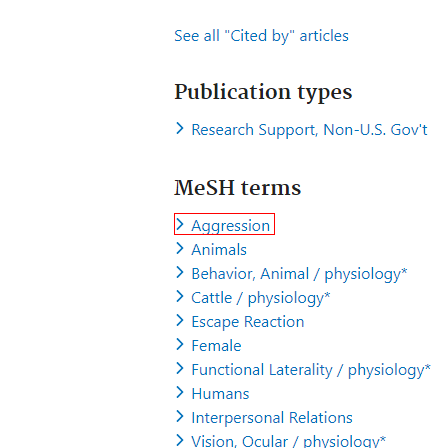 See all "Cited by" articles
Publication types
Research Support, Non-U.S. Gov't
MeSH terms
Aggression
Animals
Behavior, Animal / physiology*
Cattle / physiology*
Escape Reaction
Female
Functional Laterality / physiology*
Humans
Interpersonal Relations
Vision, Ocular / physiology*